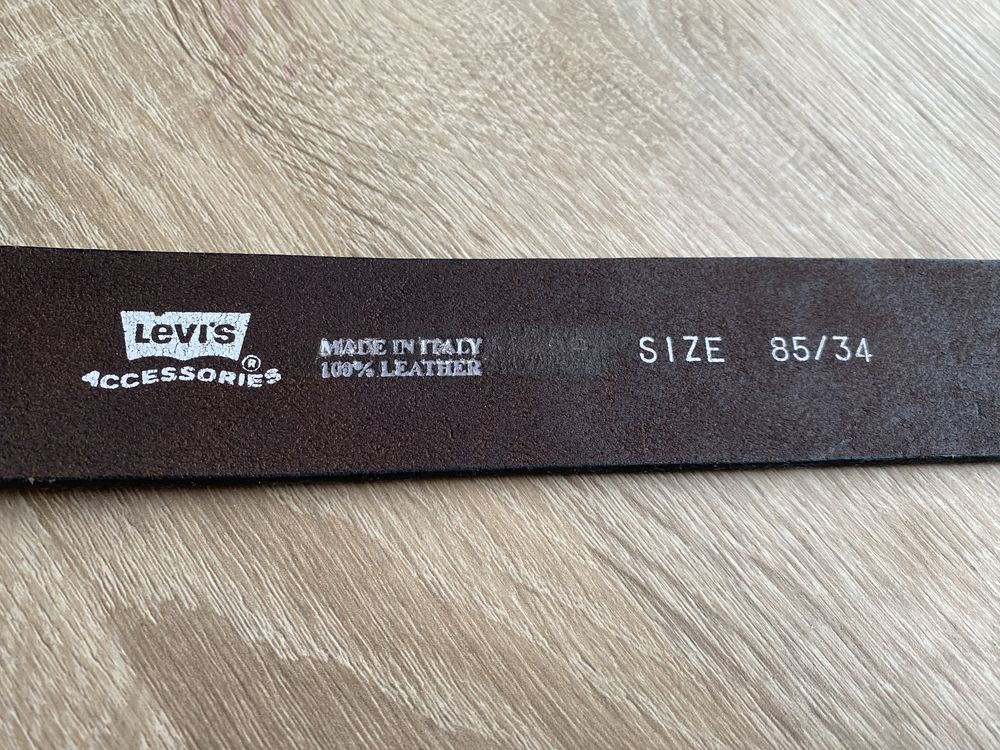 Levi's
ACCESSORIES ®
MADE IN ITALY
100% LEATHER
SIZE 85/34